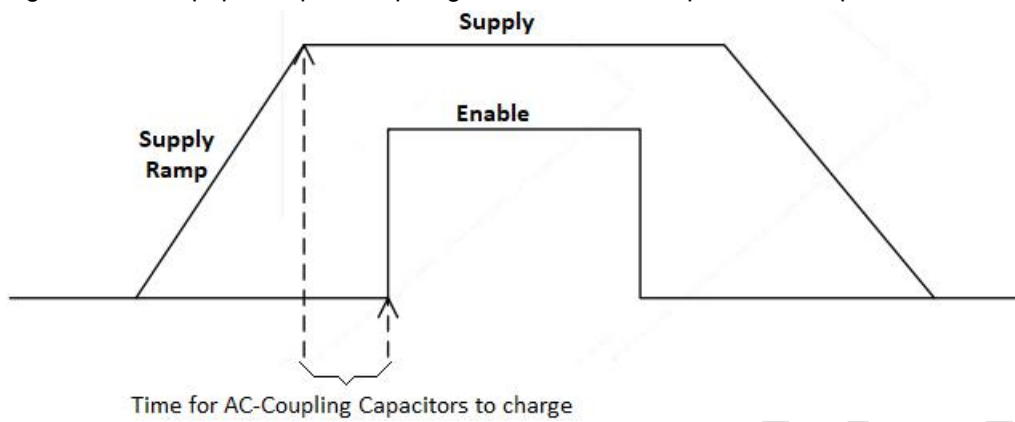 Supply
Enable
Supply
Ramp
Time for AC-Coupling Capacitors to charge